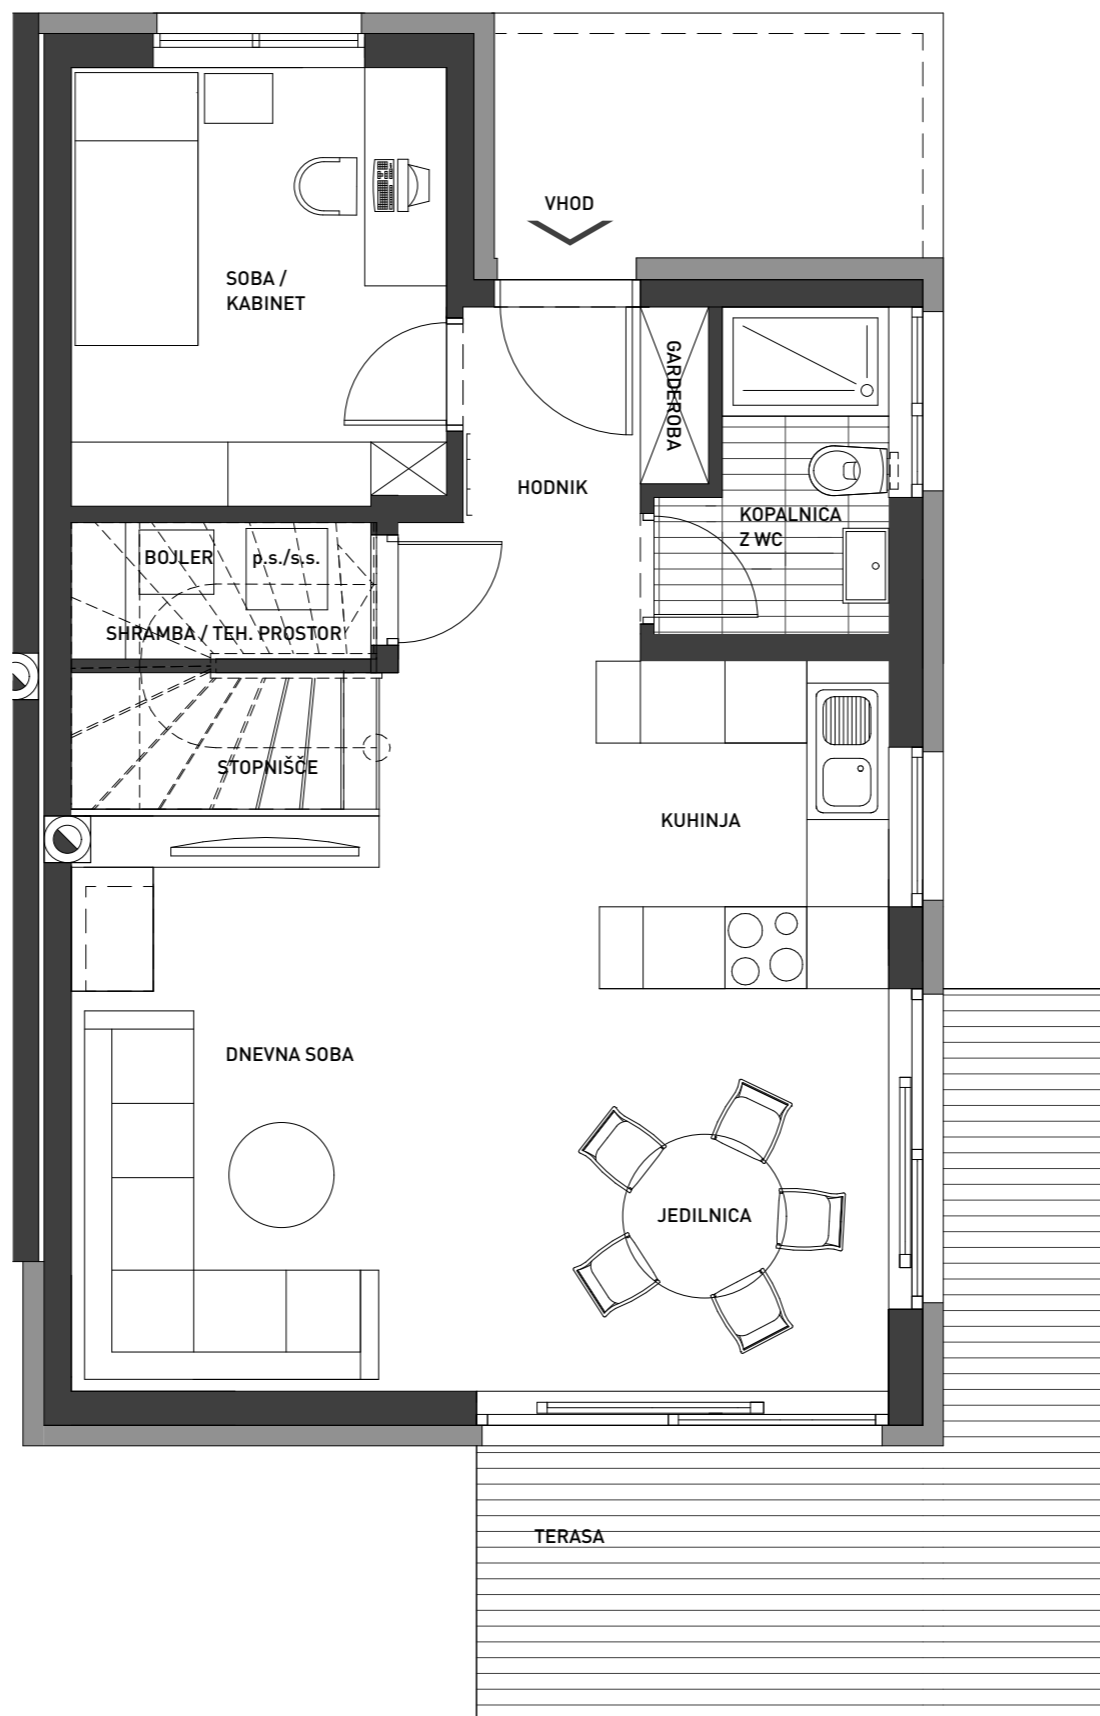 VHOD
SOBA /
KABINET
GARDEROBA
HODNIK
KOPALNICA
Z WC
BOJLER
p.s./s.s.
SHRAMBA / TEH. PROSTOR
STOPNIŠČE
KUHINJA
DNEVNA SOBA
JEDILNICA
TERASA